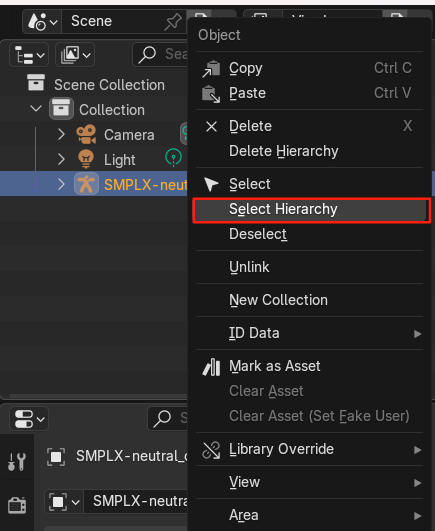 Scene
Object
Sea
Copy Ctrl C
Paste Ctrl V
Scene Collection
Collection
Delete X
Camera
Delete Hierarchy
Light
Select
SMPLX-neut
Select Hierarchy
Deselect
Unlink
New Collection
ID Data
Mark as Asset
Clear Asset
Clear Asset (Set Fake User)
Library Override
SMPLX-neutral_
View
SMPLX-neutra
Area